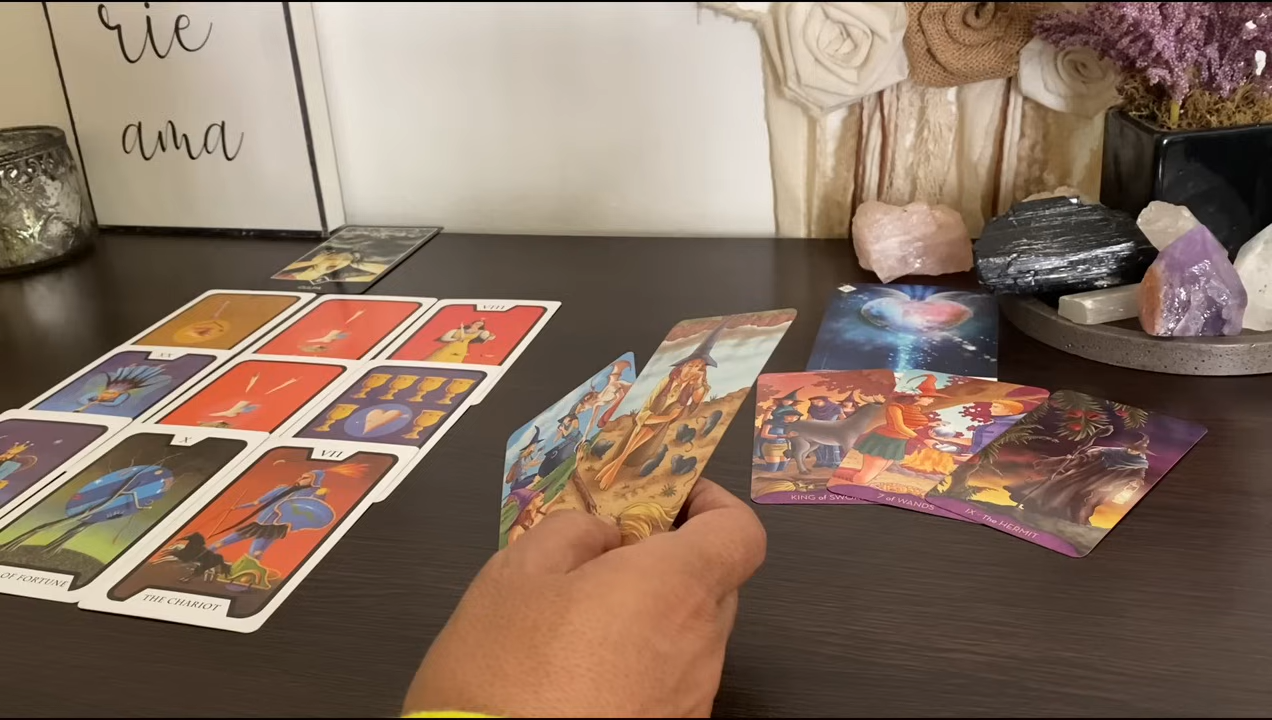 rie
ama
VIII
XX
X
VII
OF FORTUNE
THE CHARIOT
KING of SWO
7 of WANDS
IX - The HERMIT